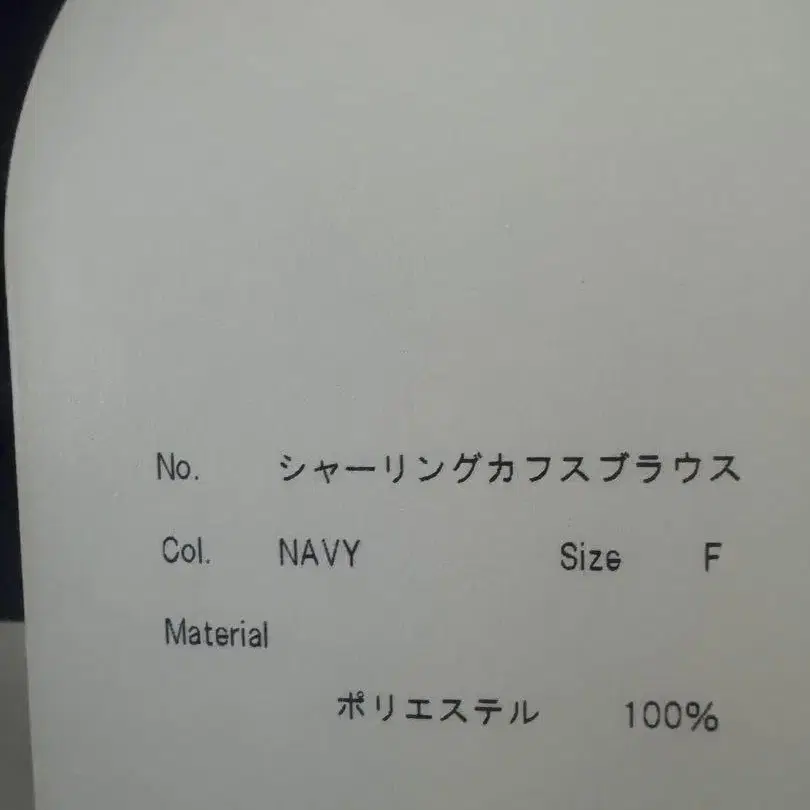 No. シャーリングカフスブラウス
Col. NAVY Size F
Material
ポリエステル 100%